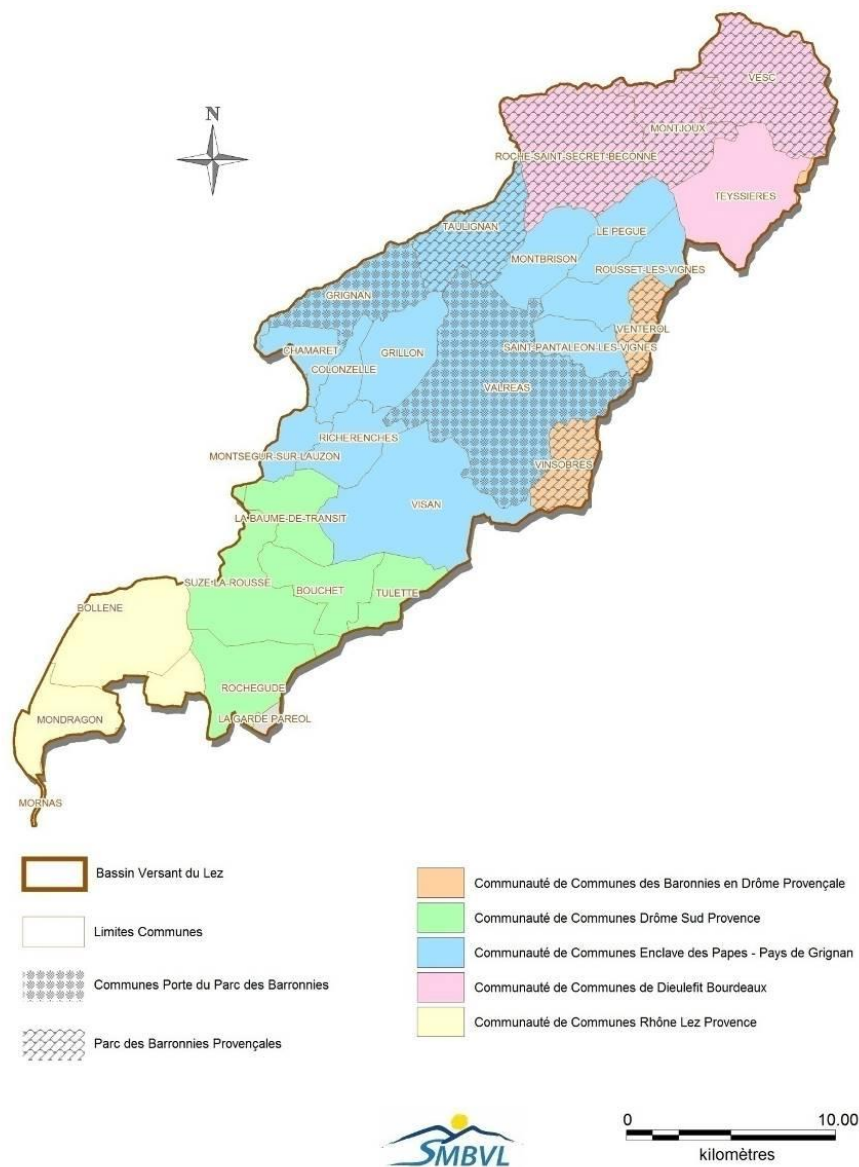 N
VESC
MONTJOUX
ROCHE-SAINT-SECRET-BECONNE
TEYSSIERES
TAULIGNAN
LE PEGUE
MONTBRISON
ROUSSET-LES-VIGNES
GRIGNAN
VENTEROL
CHAMARET
GRILLON
SAINT-PANTALEON-LES-VIGNES
COLONZELLE
VALREAS
RICHERENCHES
MONTSEGUR-SUR-LAUZON
VINSOBRES
VISAN
LA BAUME-DE-TRANSIT
SUZE-LA-ROUSSE
BOUCHET
TULETTE
BOLLENE
ROCHEGUDE
MONDRAGON
LA GARDE PAREOL
MORNAS
Bassin Versant du Lez
Limites Communes
Communes Porte du Parc des Barronnies
Parc des Barronnies Provençales
Communauté de Communes des Baronnies en Drôme Provençale
Communauté de Communes Drôme Sud Provence
Communauté de Communes Enclave des Papes - Pays de Grignan
Communauté de Communes de Dieulefit Bourdeaux
Communauté de Communes Rhône Lez Provence
SMBVL
0 10.00
kilomètres